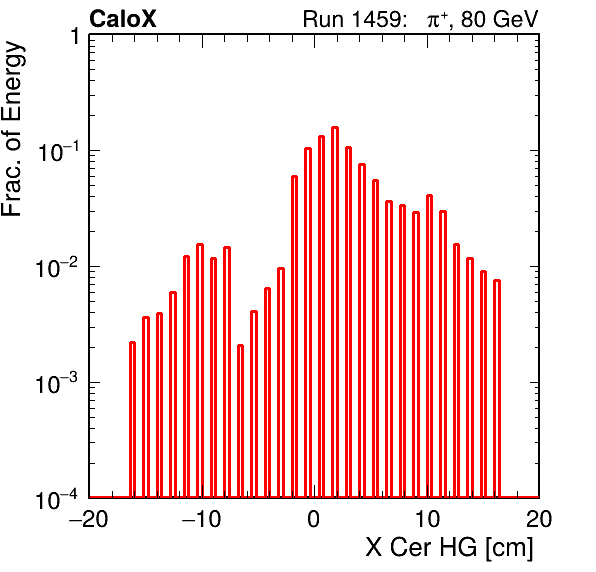 CaloX Run 1459: π⁺, 80 GeV
Frac. of Energy
1
10⁻¹
10⁻²
10⁻³
10⁻⁴
−20 −10 0 10 20
X Cer HG [cm]